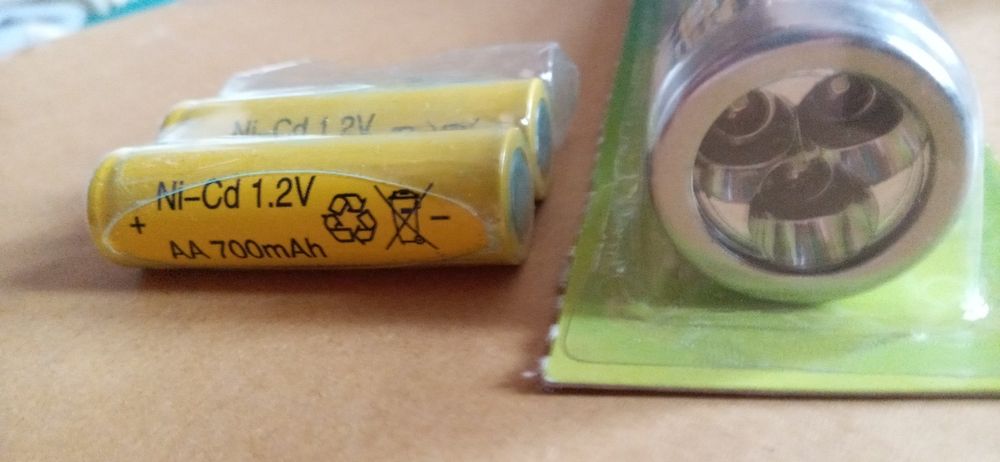 Ni-Cd 1.2V
Ni-Cd 1.2V
+ -
AA 700mAh